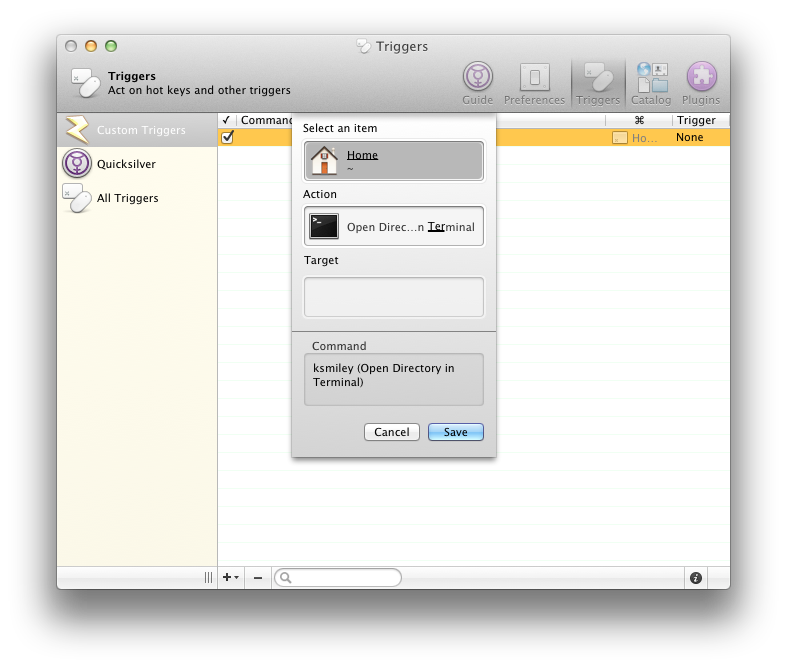 Triggers
Triggers
Act on hot keys and other triggers
Guide
Preferences
Triggers
Catalog
Plugins
Custom Triggers
Quicksilver
All Triggers
✓ Comman
⌘
Trigger
Ho...
None
Select an item
Home
~
Action
>_
Open Direc...n Terminal
Target
Command
ksmiley (Open Directory in
Terminal)
Cancel
Save